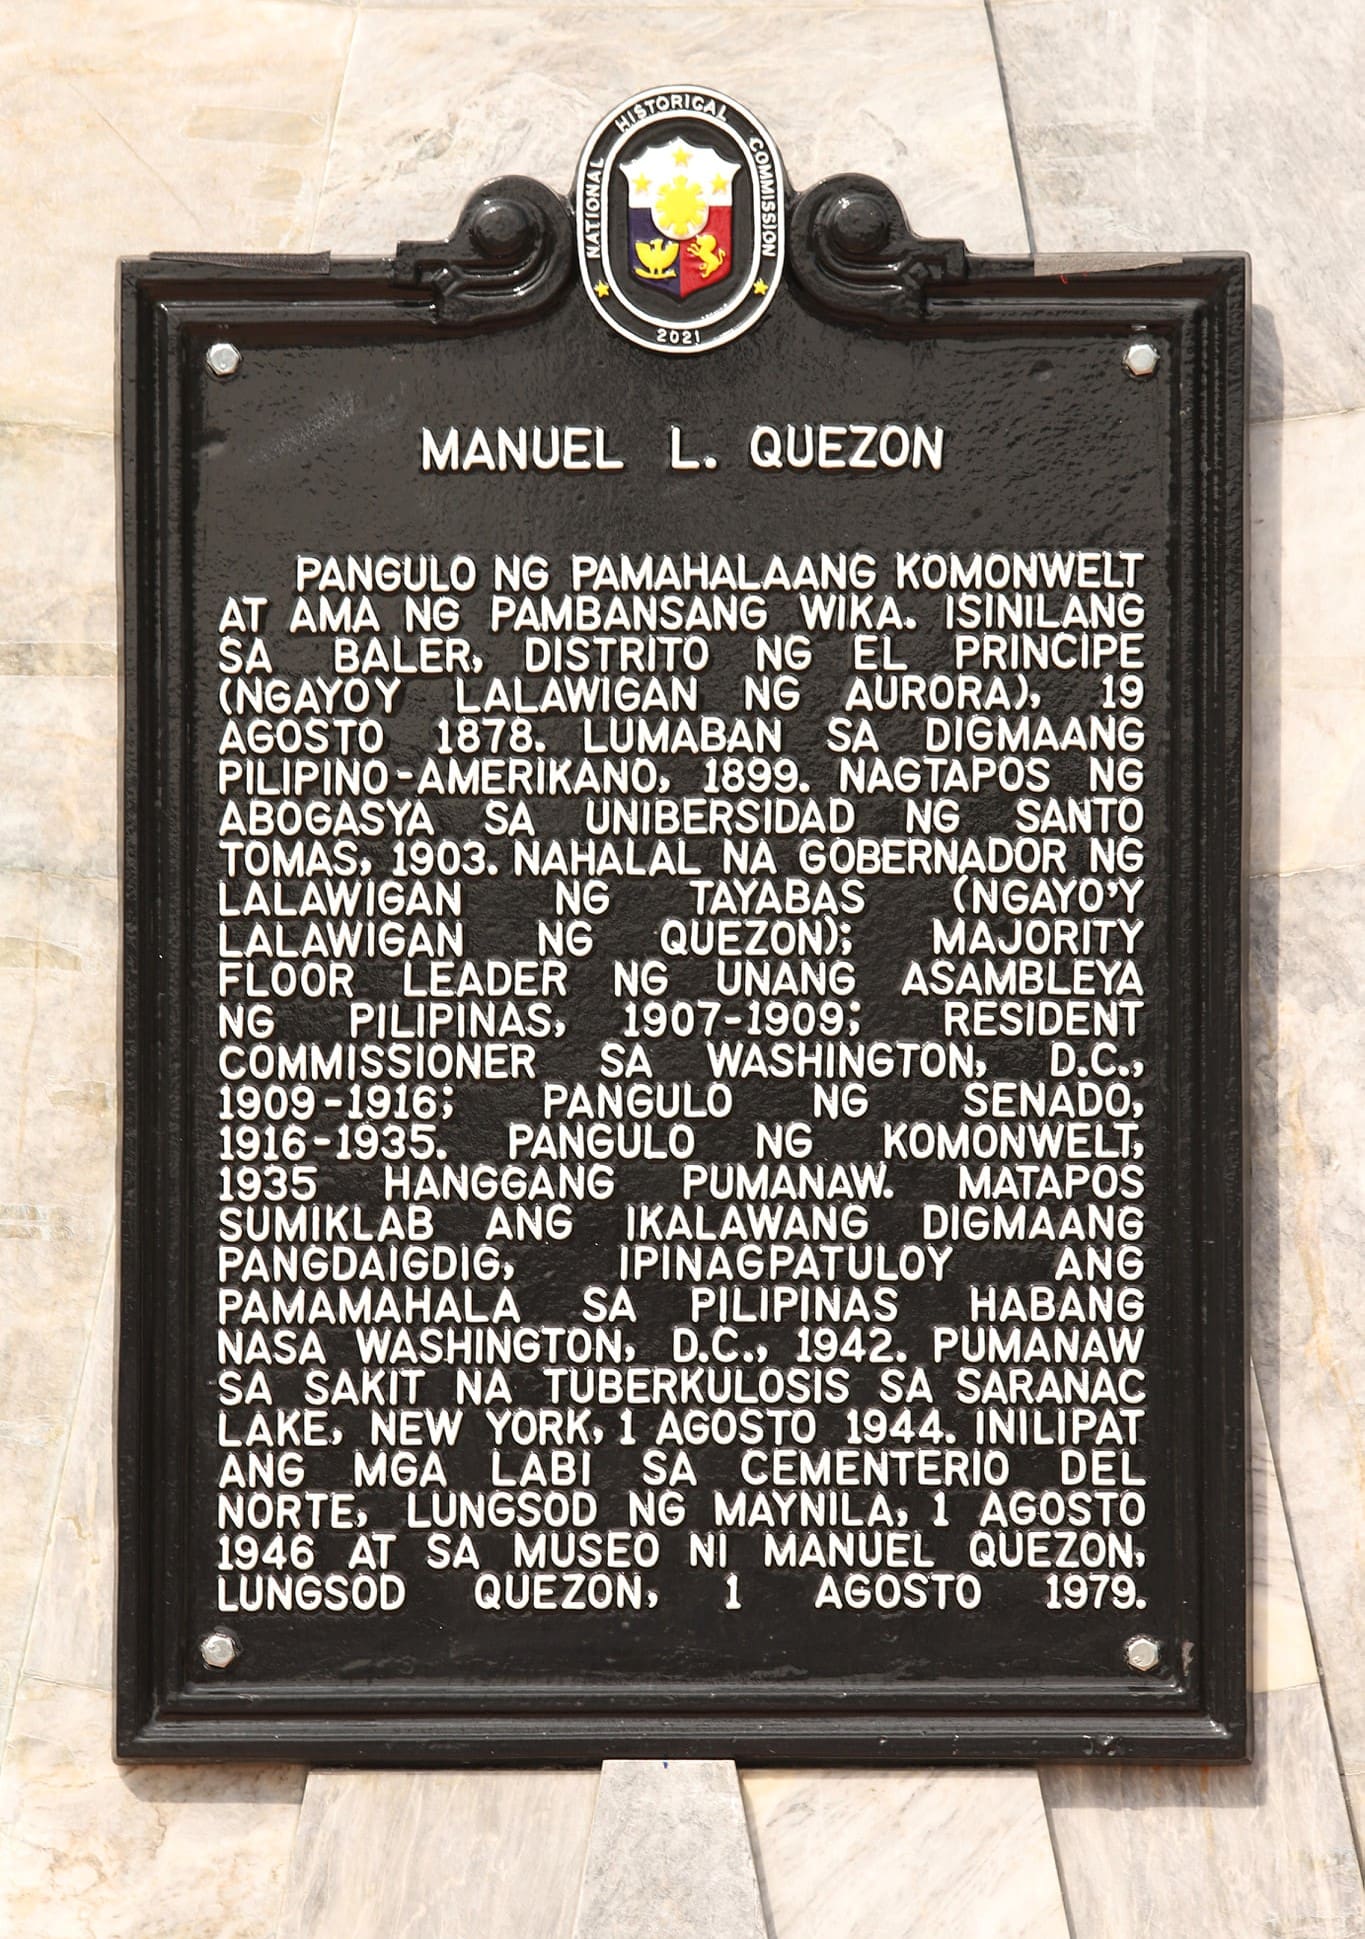 NATIONAL HISTORICAL COMMISSION
2021
MANUEL L. QUEZON
PANGULO NG PAMAHALAANG KOMONWELT
AT AMA NG PAMBANSANG WIKA. ISINILANG
SA BALER, DISTRITO NG EL PRINCIPE
(NGAYOY LALAWIGAN NG AURORA), 19
AGOSTO 1878. LUMABAN SA DIGMAANG
PILIPINO-AMERIKANO, 1899. NAGTAPOS NG
ABOGASYA SA UNIBERSIDAD NG SANTO
TOMAS, 1903. NAHALAL NA GOBERNADOR NG
LALAWIGAN NG TAYABAS (NGAYO'Y
LALAWIGAN NG QUEZON); MAJORITY
FLOOR LEADER NG UNANG ASAMBLEYA
NG PILIPINAS, 1907-1909; RESIDENT
COMMISSIONER SA WASHINGTON, D.C.,
1909-1916; PANGULO NG SENADO,
1916-1935. PANGULO NG KOMONWELT,
1935 HANGGANG PUMANAW. MATAPOS
SUMIKLAB ANG IKALAWANG DIGMAANG
PANGDAIGDIG, IPINAGPATULOY ANG
PAMAMAHALA SA PILIPINAS HABANG
NASA WASHINGTON, D.C., 1942. PUMANAW
SA SAKIT NA TUBERKULOSIS SA SARANAC
LAKE, NEW YORK, 1 AGOSTO 1944. INILIPAT
ANG MGA LABI SA CEMENTERIO DEL
NORTE, LUNGSOD NG MAYNILA, 1 AGOSTO
1946 AT SA MUSEO NI MANUEL QUEZON,
LUNGSOD QUEZON, 1 AGOSTO 1979.